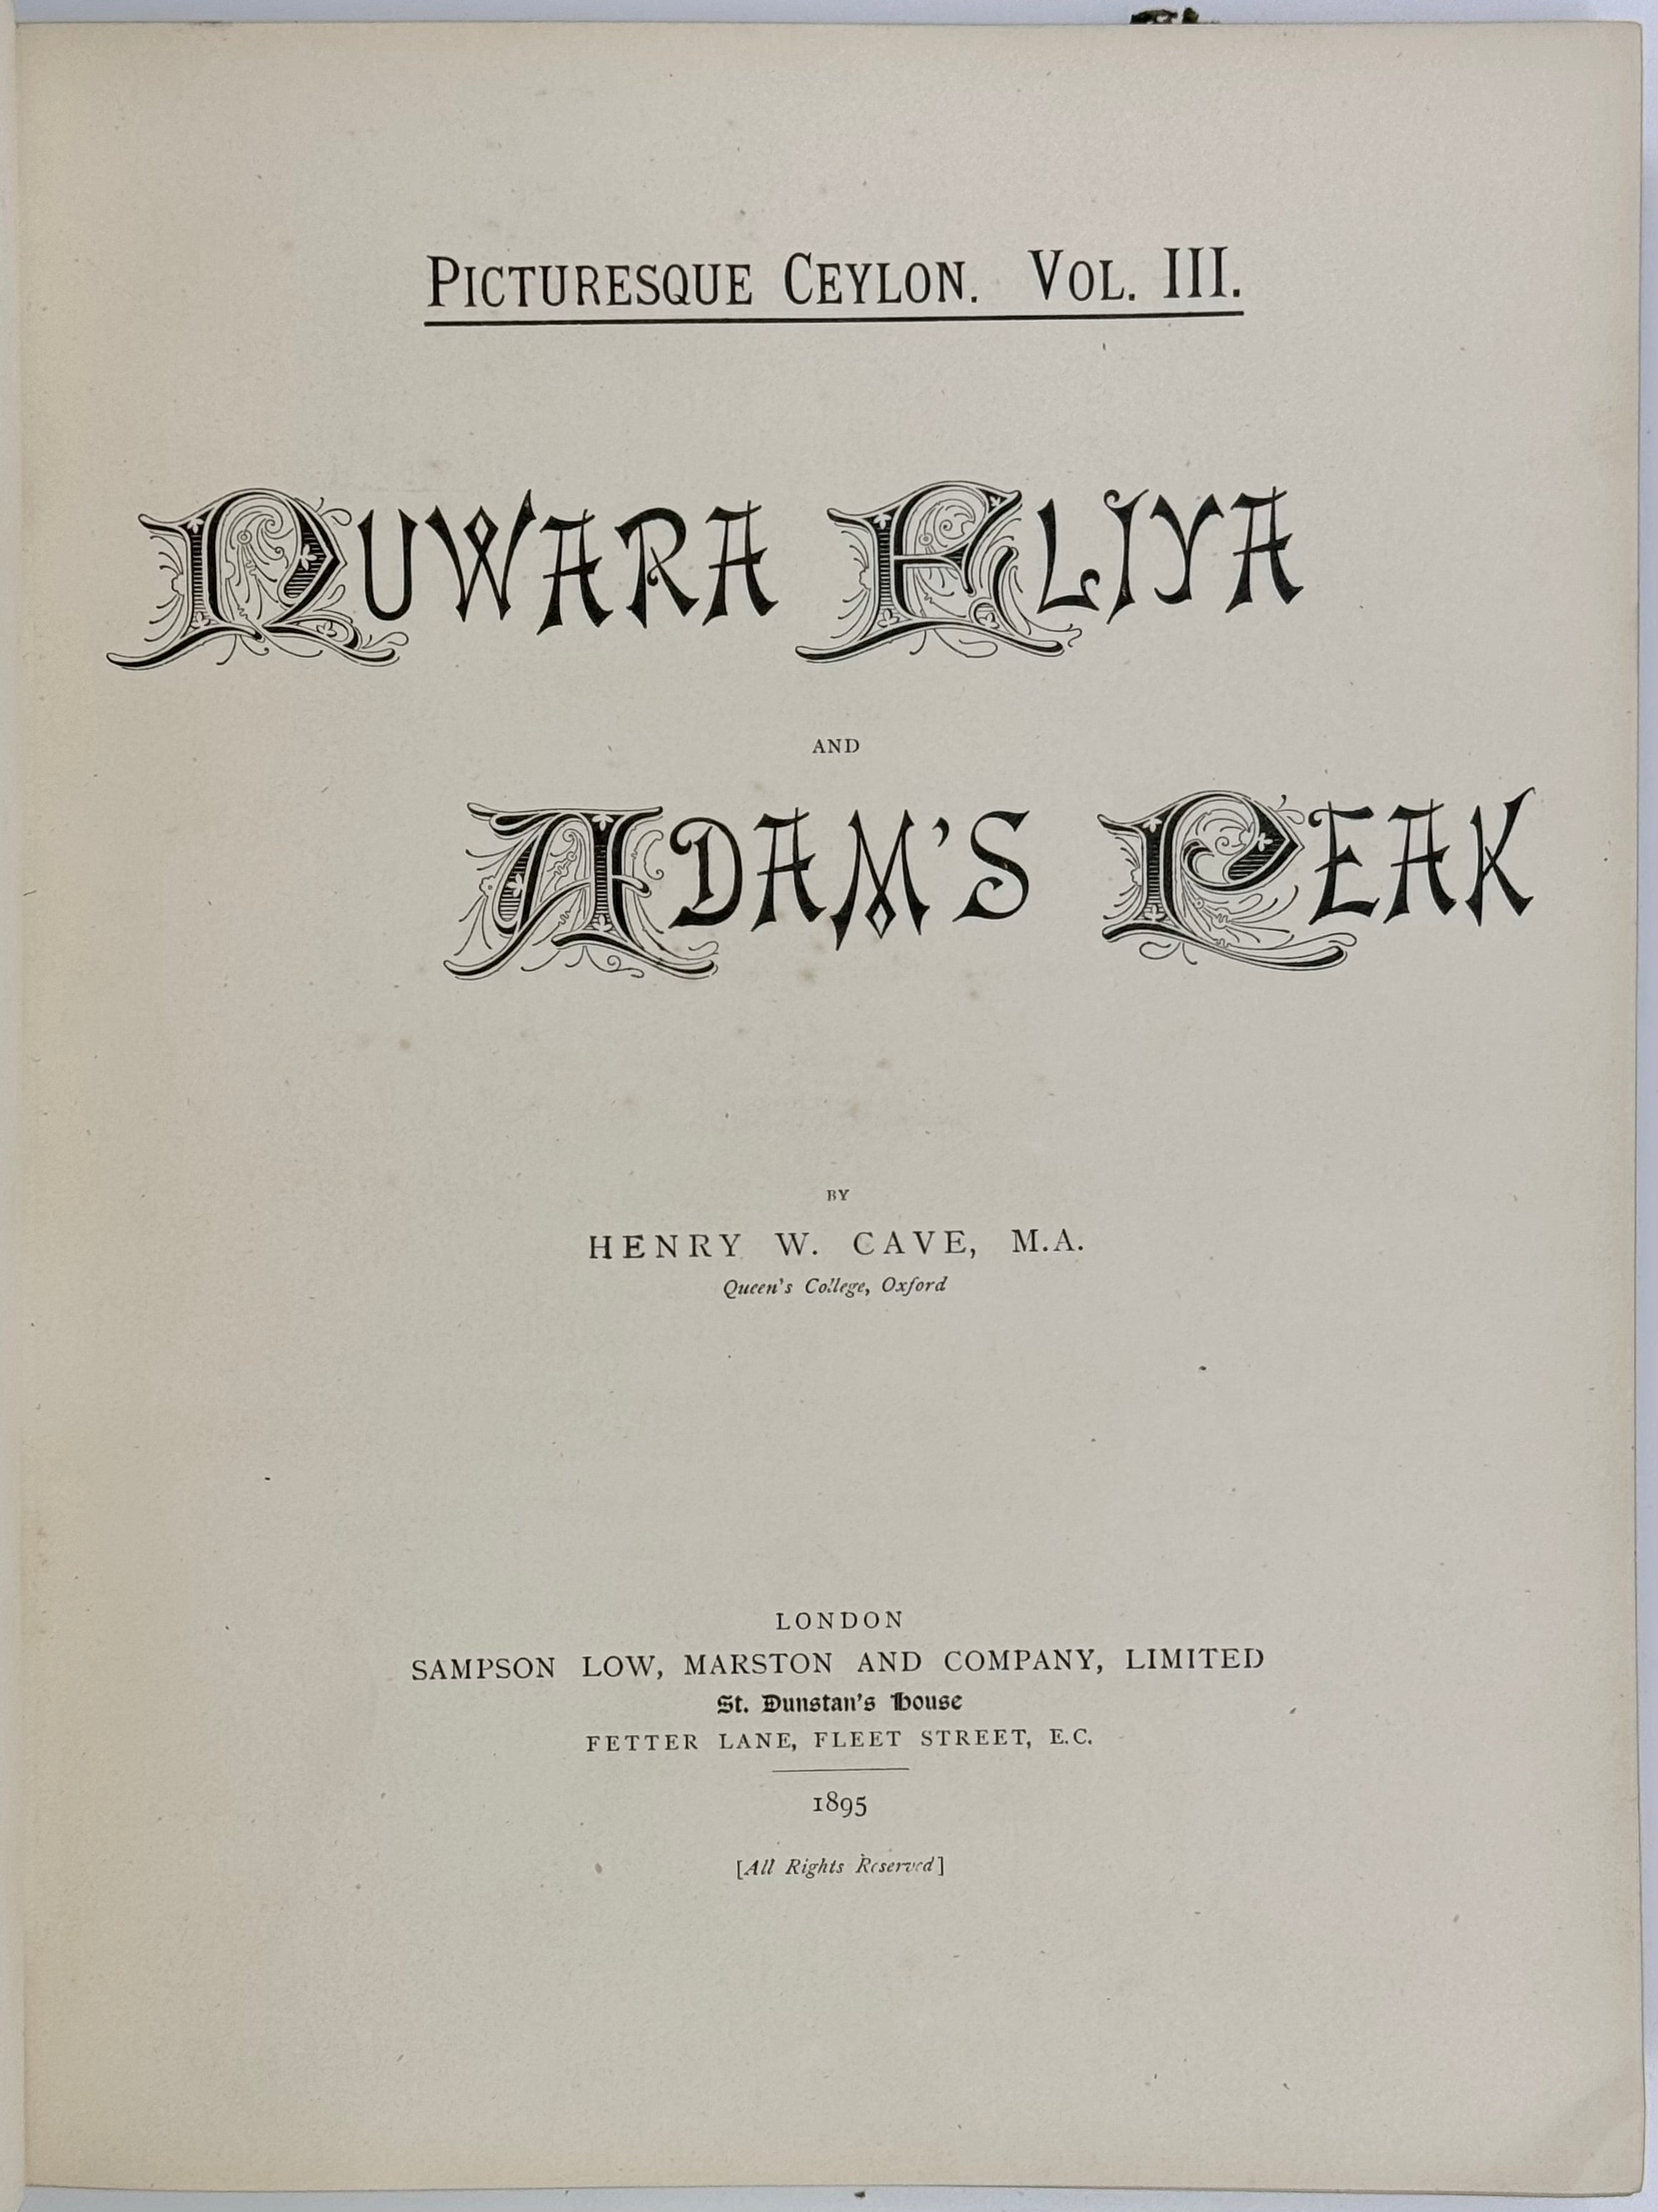 PICTURESQUE CEYLON. VOL. III.
NUWARA ELIYA
AND
ADAM'S PEAK
BY
HENRY W. CAVE, M.A.
Queen's College, Oxford
LONDON
SAMPSON LOW, MARSTON AND COMPANY, LIMITED
St. Dunstan's House
FETTER LANE, FLEET STREET, E.C.
1895
[All Rights Reserved]